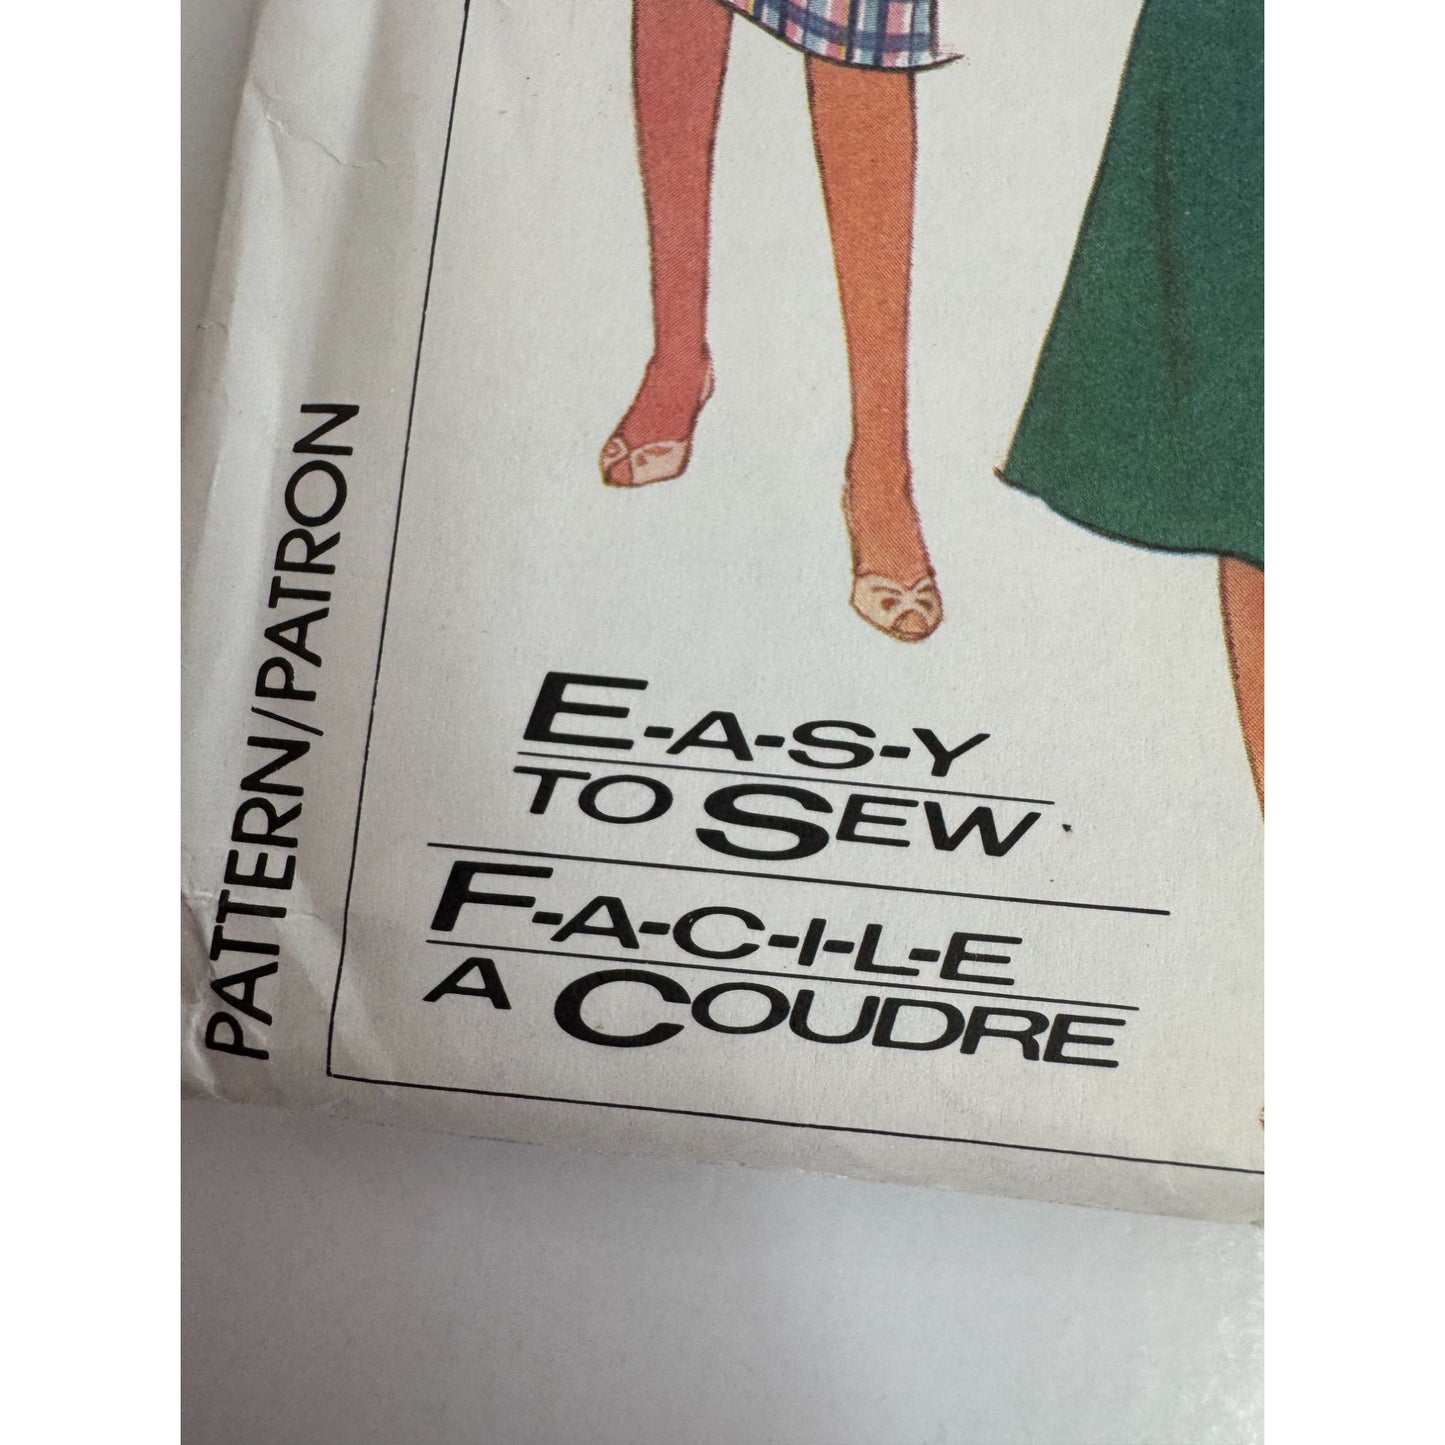 PATTERN/PATRON
E-A-S-Y
TO SEW
F-A-C-I-L-E
A COUDRE